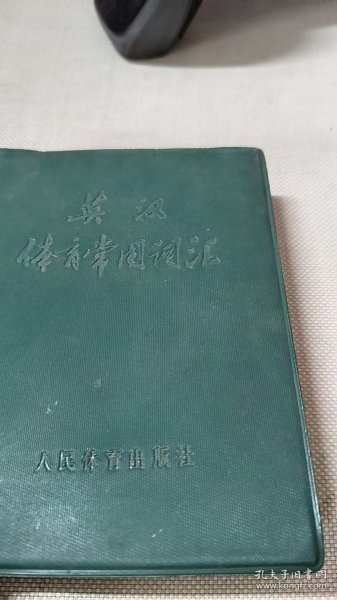 英汉
体育常用词汇
人民体育出版社
孔夫子旧书网